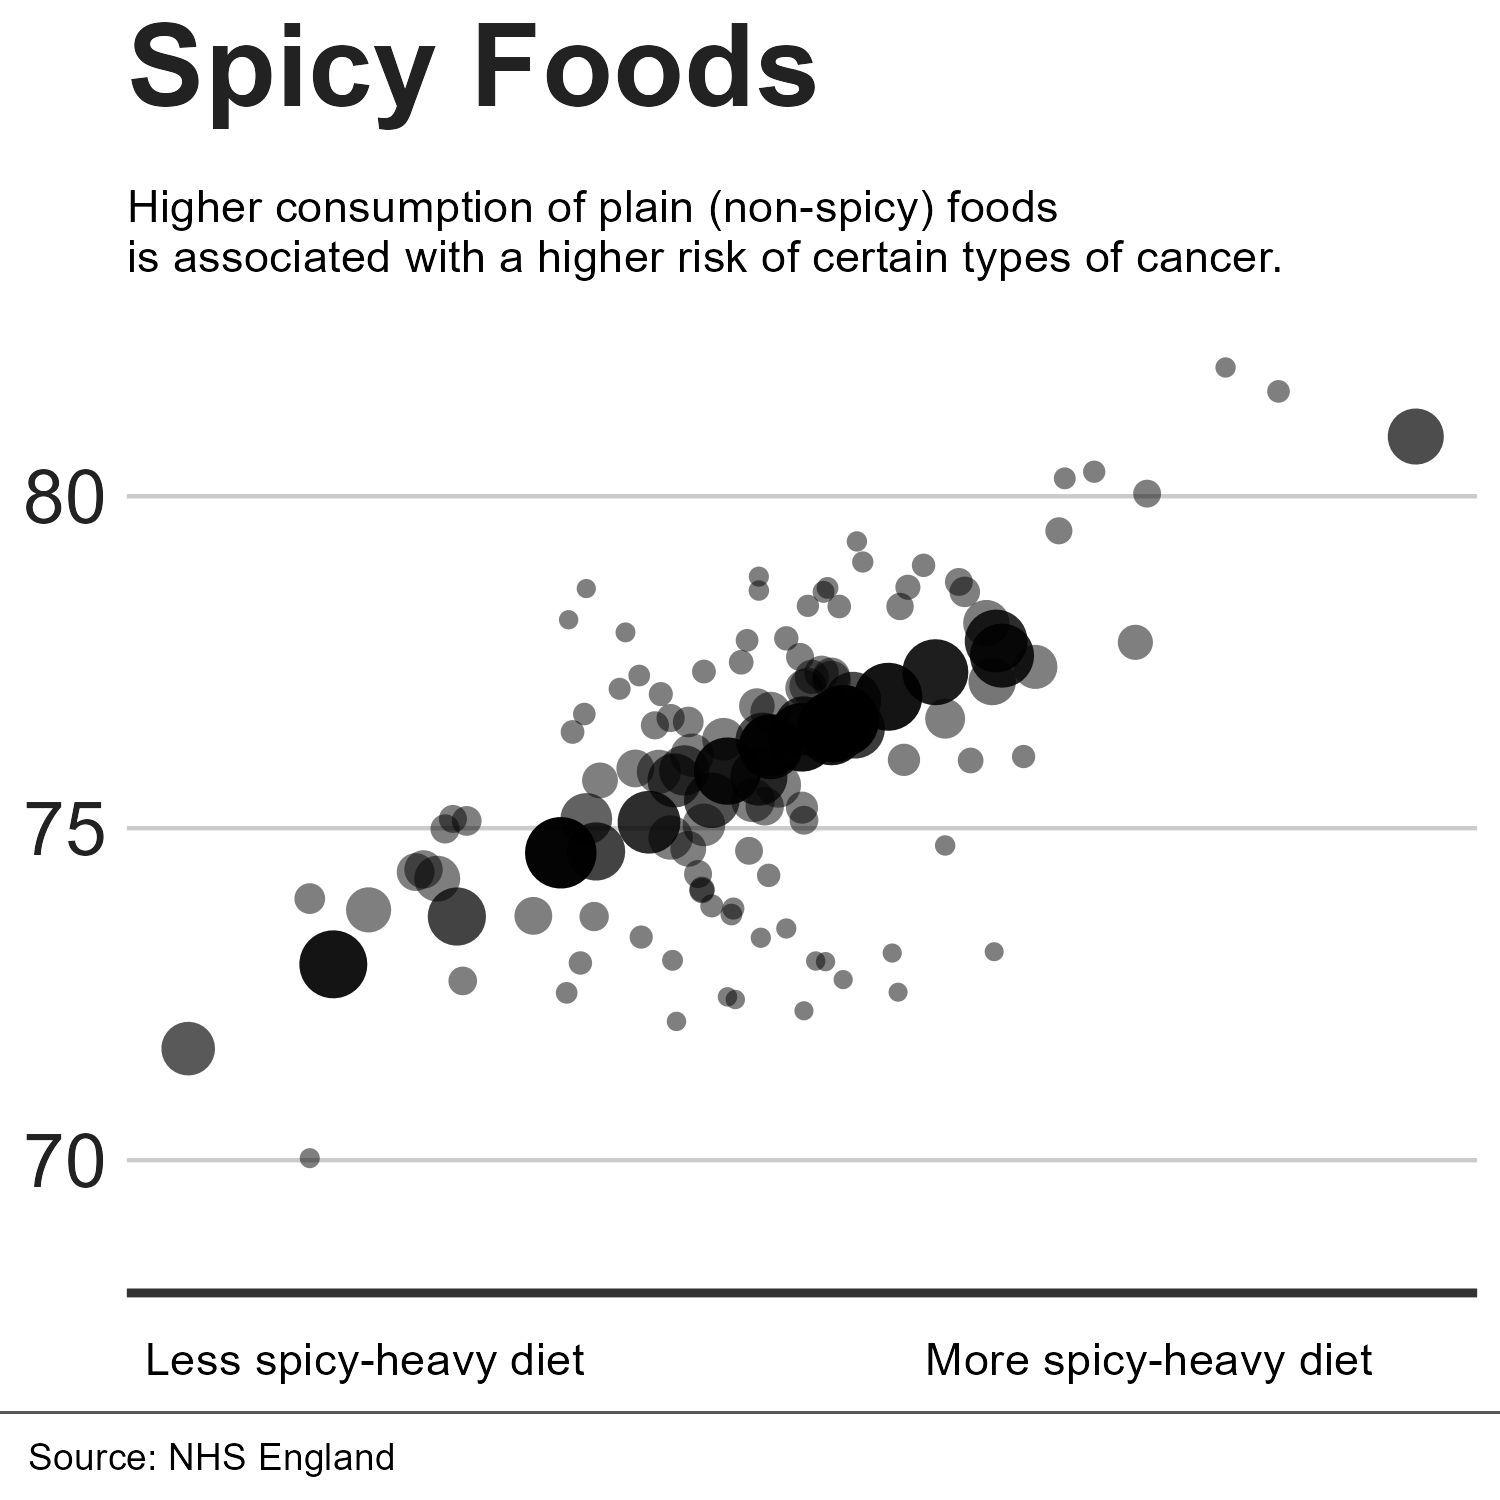 Spicy Foods
Higher consumption of plain (non-spicy) foods
is associated with a higher risk of certain types of cancer.
80
75
70
Less spicy-heavy diet
More spicy-heavy diet
Source: NHS England